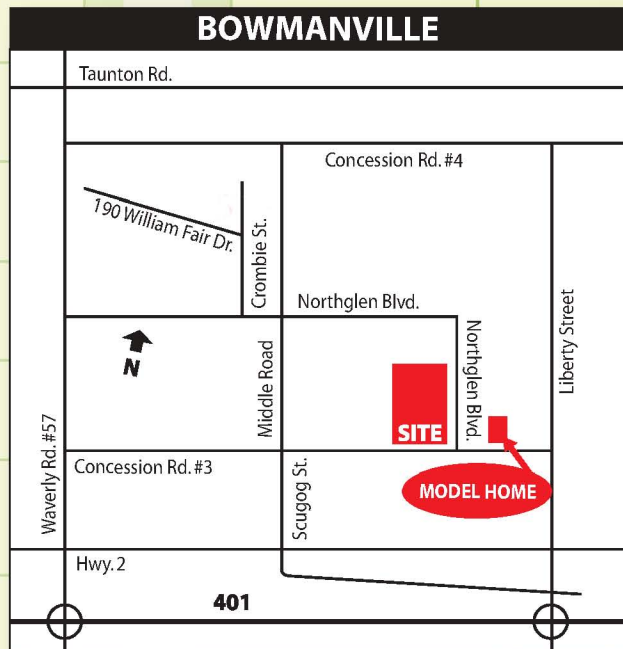 BOWMANVILLE
Taunton Rd.
Concession Rd. #4
190 William Fair Dr.
Crombie St.
Northglen Blvd.
N
Middle Road
Northglen Blvd.
Liberty Street
SITE
Waverly Rd. #57
Concession Rd. #3
Scugog St.
MODEL HOME
Hwy. 2
401